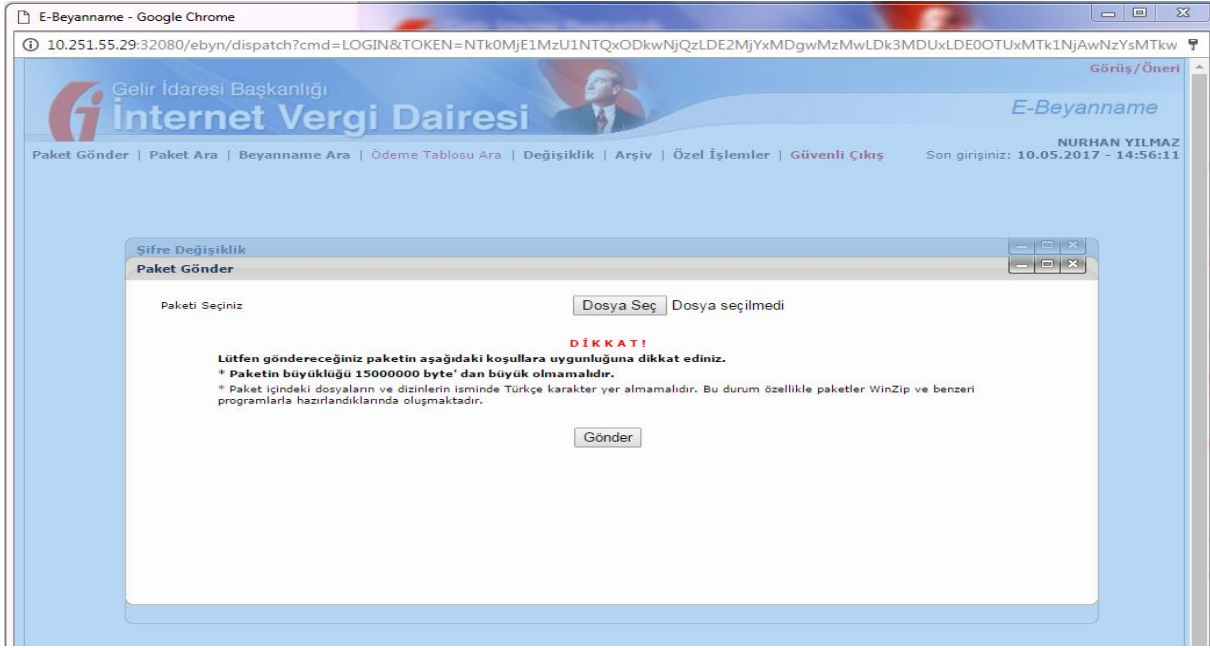 E-Beyanname - Google Chrome
10.251.55.29:32080/ebyn/dispatch?cmd=LOGIN&TOKEN=NTk0MjE1MzU1NTQxODkwNjQzLDE2MjYxMDgwMzMwLDk3MDUxLDE0OTUxMTk1NjAwNzYsMTkw
Görüş/Öneri
Gelir İdaresi Başkanlığı
İnternet Vergi Dairesi
E-Beyanname
NURHAN YILMAZ
Paket Gönder | Paket Ara | Beyanname Ara | Ödeme Tablosu Ara | Değişiklik | Arşiv | Özel İşlemler | Güvenli Çıkış Son girişiniz: 10.05.2017 - 14:56:11
Şifre Değişiklik
Paket Gönder
Paketi Seçiniz Dosya Seç Dosya seçilmedi
DİKKAT!
Lütfen göndereceğiniz paketin aşağıdaki koşullara uygunluğuna dikkat ediniz.
* Paketin büyüklüğü 15000000 byte' dan büyük olmamalıdır.
* Paket içindeki dosyaların ve dizinlerin isminde Türkçe karakter yer almamalıdır. Bu durum özellikle paketler WinZip ve benzeri
programlarla hazırlandıklarında oluşmaktadır.
Gönder